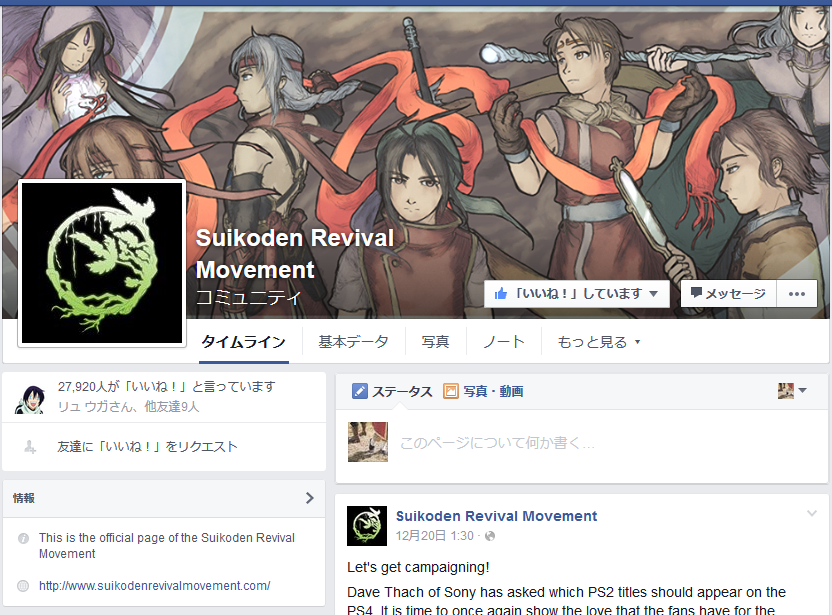 Suikoden Revival
Movement
コミュニティ
「いいね！」しています
メッセージ
タイムライン
基本データ
写真
ノート
もっと見る
27,920人が「いいね！」と言っています
リュ ウガさん、他友達9人
友達に「いいね！」をリクエスト
情報
This is the official page of the Suikoden Revival
Movement
http://www.suikodenrevivalmovement.com/
ステータス
写真・動画
このページについて何か書く...
Suikoden Revival Movement
12月20日 1:30 ·
Let's get campaigning!
Dave Thach of Sony has asked which PS2 titles should appear on the
PS4. It is time to once again show the love that the fans have for the